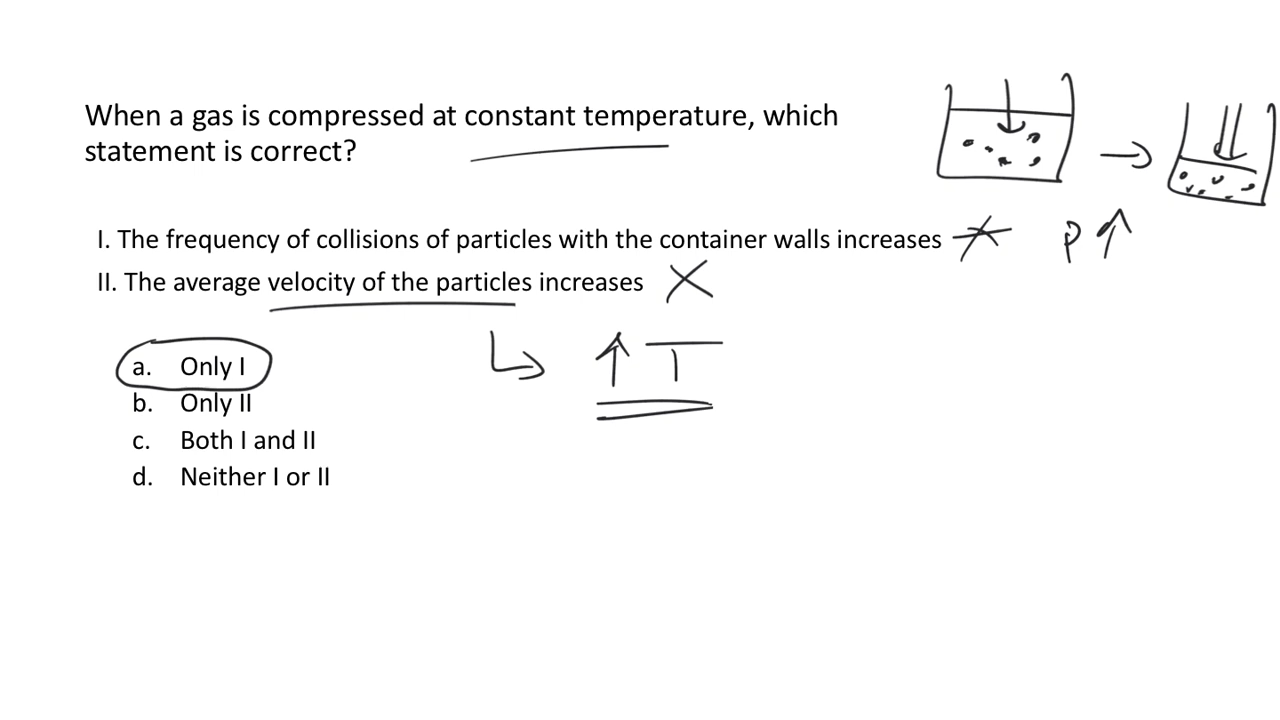 When a gas is compressed at constant temperature, which
statement is correct?
I. The frequency of collisions of particles with the container walls increases
P ↑
II. The average velocity of the particles increases
↑ T
a. Only I
b. Only II
c. Both I and II
d. Neither I or II